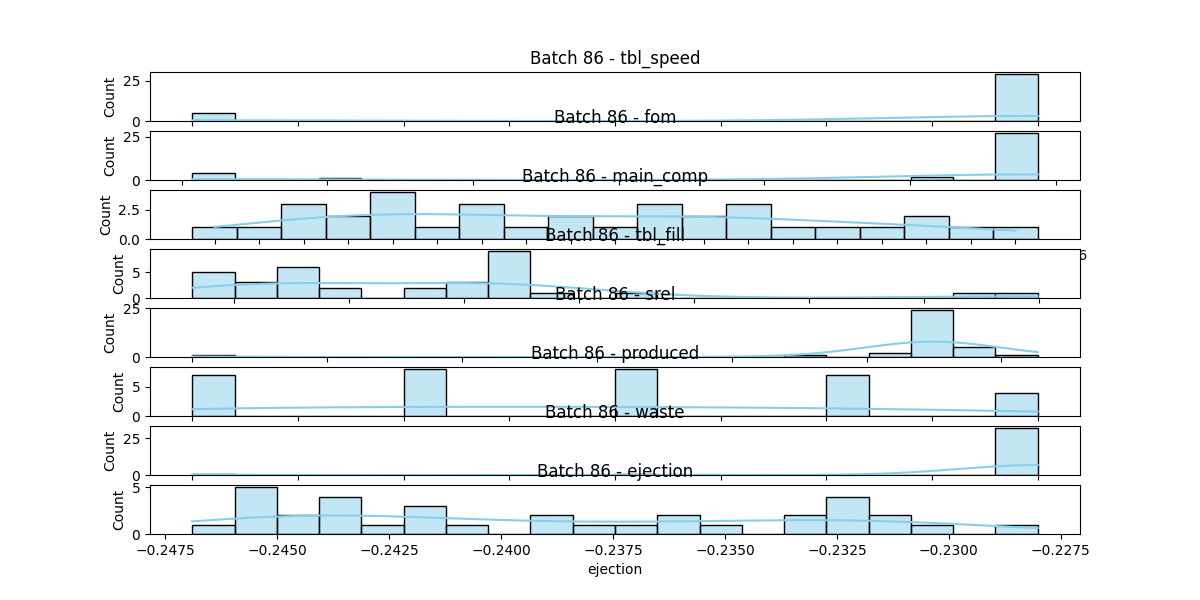 Batch 86 - tbl_speed
Count
25
0
Batch 86 - fom
Count
25
0
Batch 86 - main_comp
Count
2.5
0.0
6
Batch 86 - tbl_fill
Count
5
0
Batch 86 - srel
Count
25
0
Batch 86 - produced
Count
5
0
Batch 86 - waste
Count
25
0
Batch 86 - ejection
Count
5
0
−0.2475 −0.2450 −0.2425 −0.2400 −0.2375 −0.2350 −0.2325 −0.2300 −0.2275
ejection